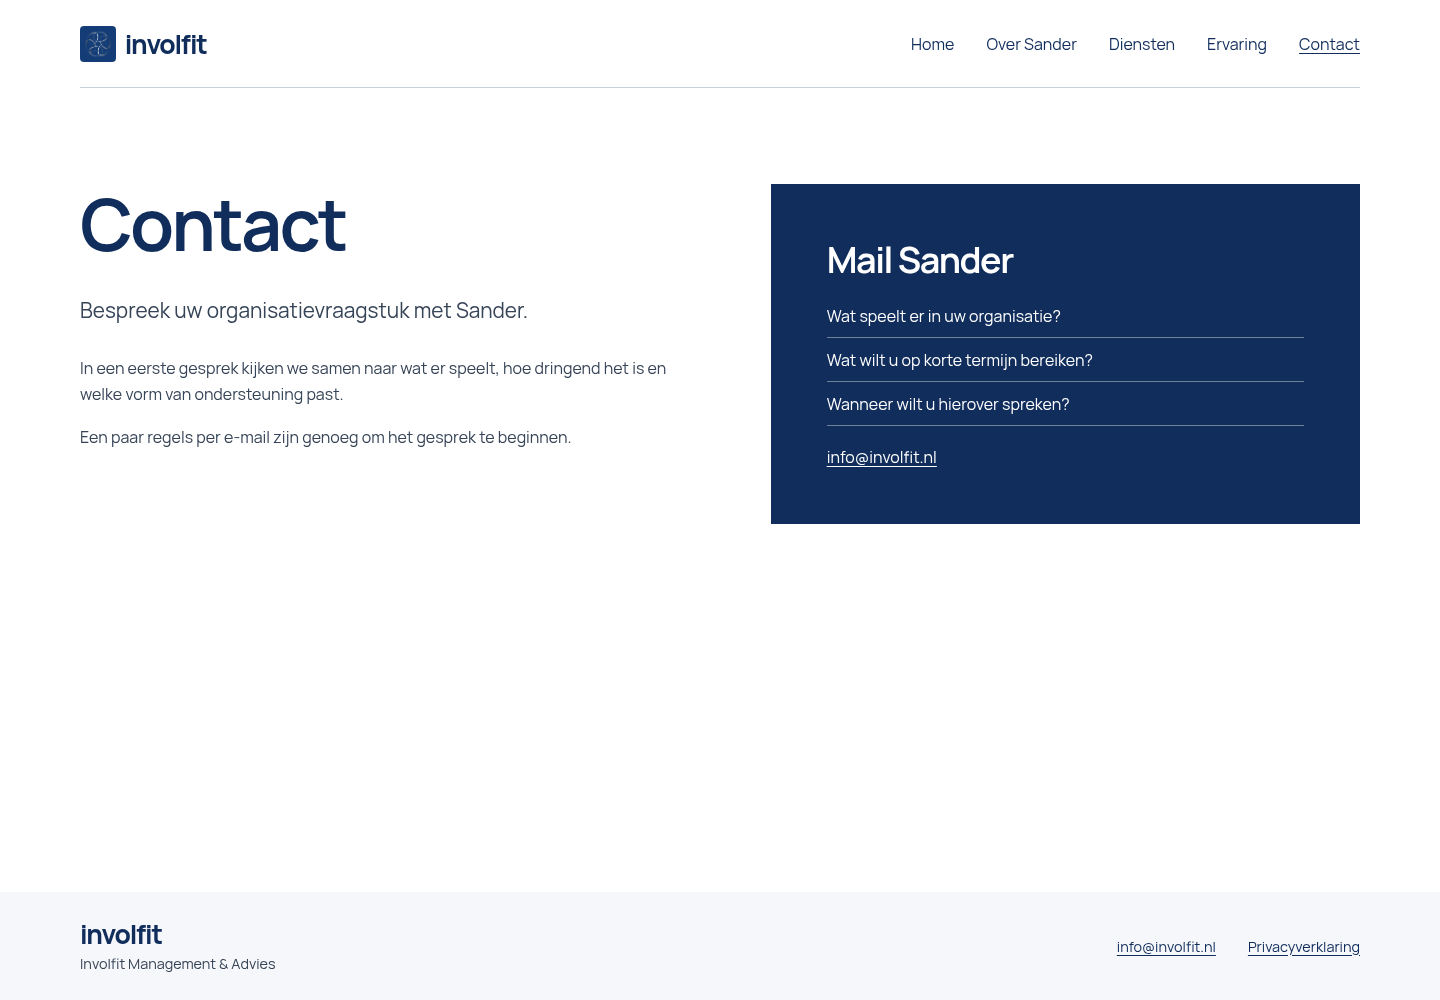 involfit
Home
Over Sander
Diensten
Ervaring
Contact
Contact
Bespreek uw organisatievraagstuk met Sander.
In een eerste gesprek kijken we samen naar wat er speelt, hoe dringend het is en
welke vorm van ondersteuning past.
Een paar regels per e-mail zijn genoeg om het gesprek te beginnen.
Mail Sander
Wat speelt er in uw organisatie?
Wat wilt u op korte termijn bereiken?
Wanneer wilt u hierover spreken?
info@involfit.nl
involfit
Involfit Management & Advies
info@involfit.nl
Privacyverklaring